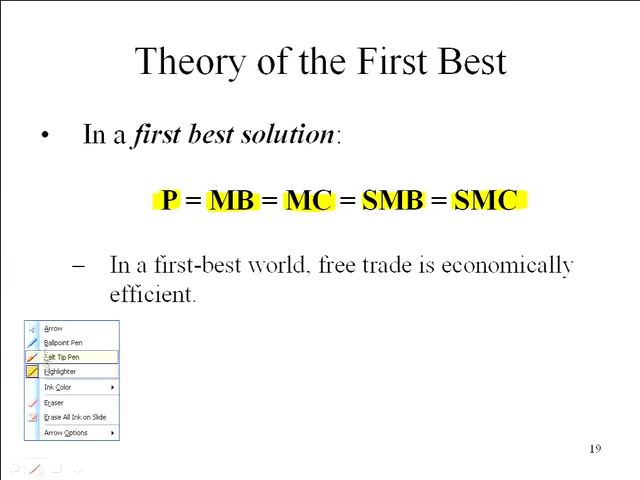 Theory of the First Best
• In a first best solution:
P = MB = MC = SMB = SMC
– In a first-best world, free trade is economically
efficient.
Arrow
Ballpoint Pen
Felt Tip Pen
Highlighter
Ink Color
Eraser
Erase All Ink on Slide
Arrow Options
19